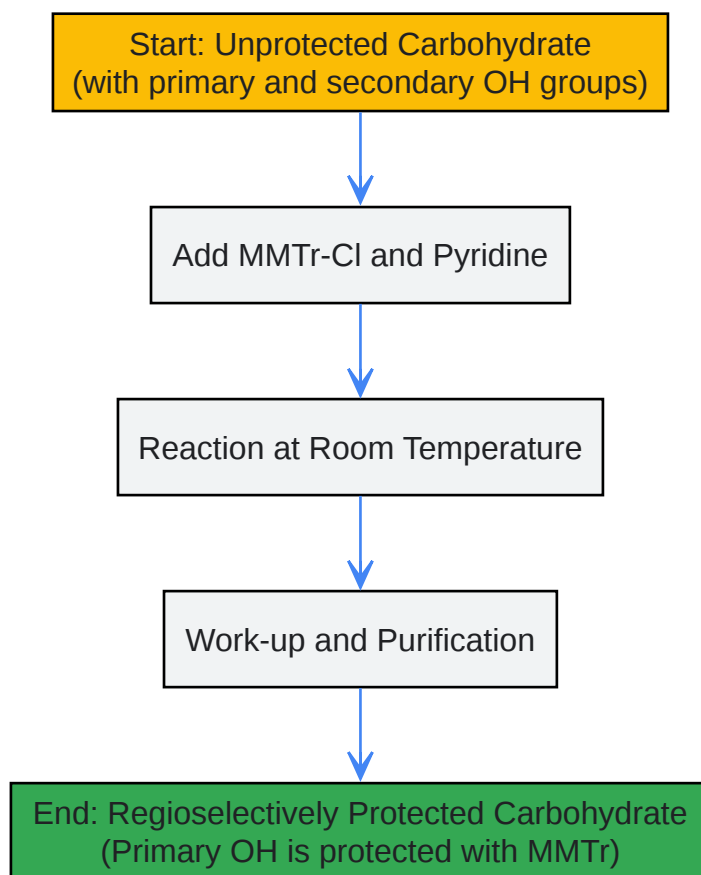 Start: Unprotected Carbohydrate
(with primary and secondary OH groups)
Add MMTr-Cl and Pyridine
Reaction at Room Temperature
Work-up and Purification
End: Regioselectively Protected Carbohydrate
(Primary OH is protected with MMTr)